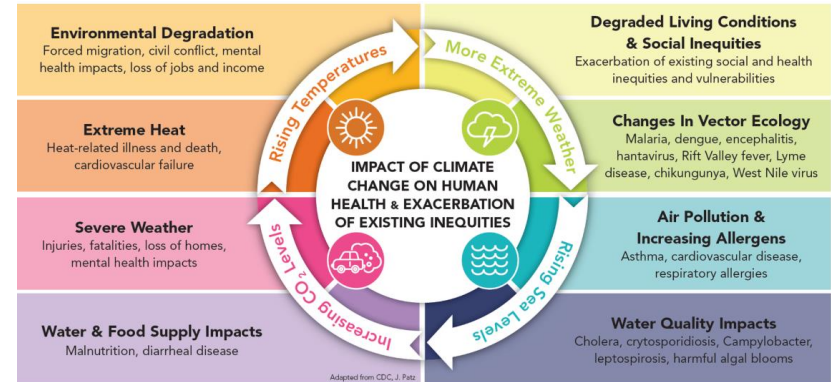 Environmental Degradation
Forced migration, civil conflict, mental
health impacts, loss of jobs and income
Extreme Heat
Heat-related illness and death,
cardiovascular failure
Severe Weather
Injuries, fatalities, loss of homes,
mental health impacts
Water & Food Supply Impacts
Malnutrition, diarrheal disease
Rising Temperatures
More Extreme Weather
IMPACT OF CLIMATE
CHANGE ON HUMAN
HEALTH & EXACERBATION
OF EXISTING INEQUITIES
Increasing CO₂ Levels
Rising Sea Levels
Degraded Living Conditions
& Social Inequities
Exacerbation of existing social and health
inequities and vulnerabilities
Changes In Vector Ecology
Malaria, dengue, encephalitis,
hantavirus, Rift Valley fever, Lyme
disease, chikungunya, West Nile virus
Air Pollution &
Increasing Allergens
Asthma, cardiovascular disease,
respiratory allergies
Water Quality Impacts
Cholera, crytosporidiosis, Campylobacter,
leptospirosis, harmful algal blooms
Adapted from CDC, J. Patz